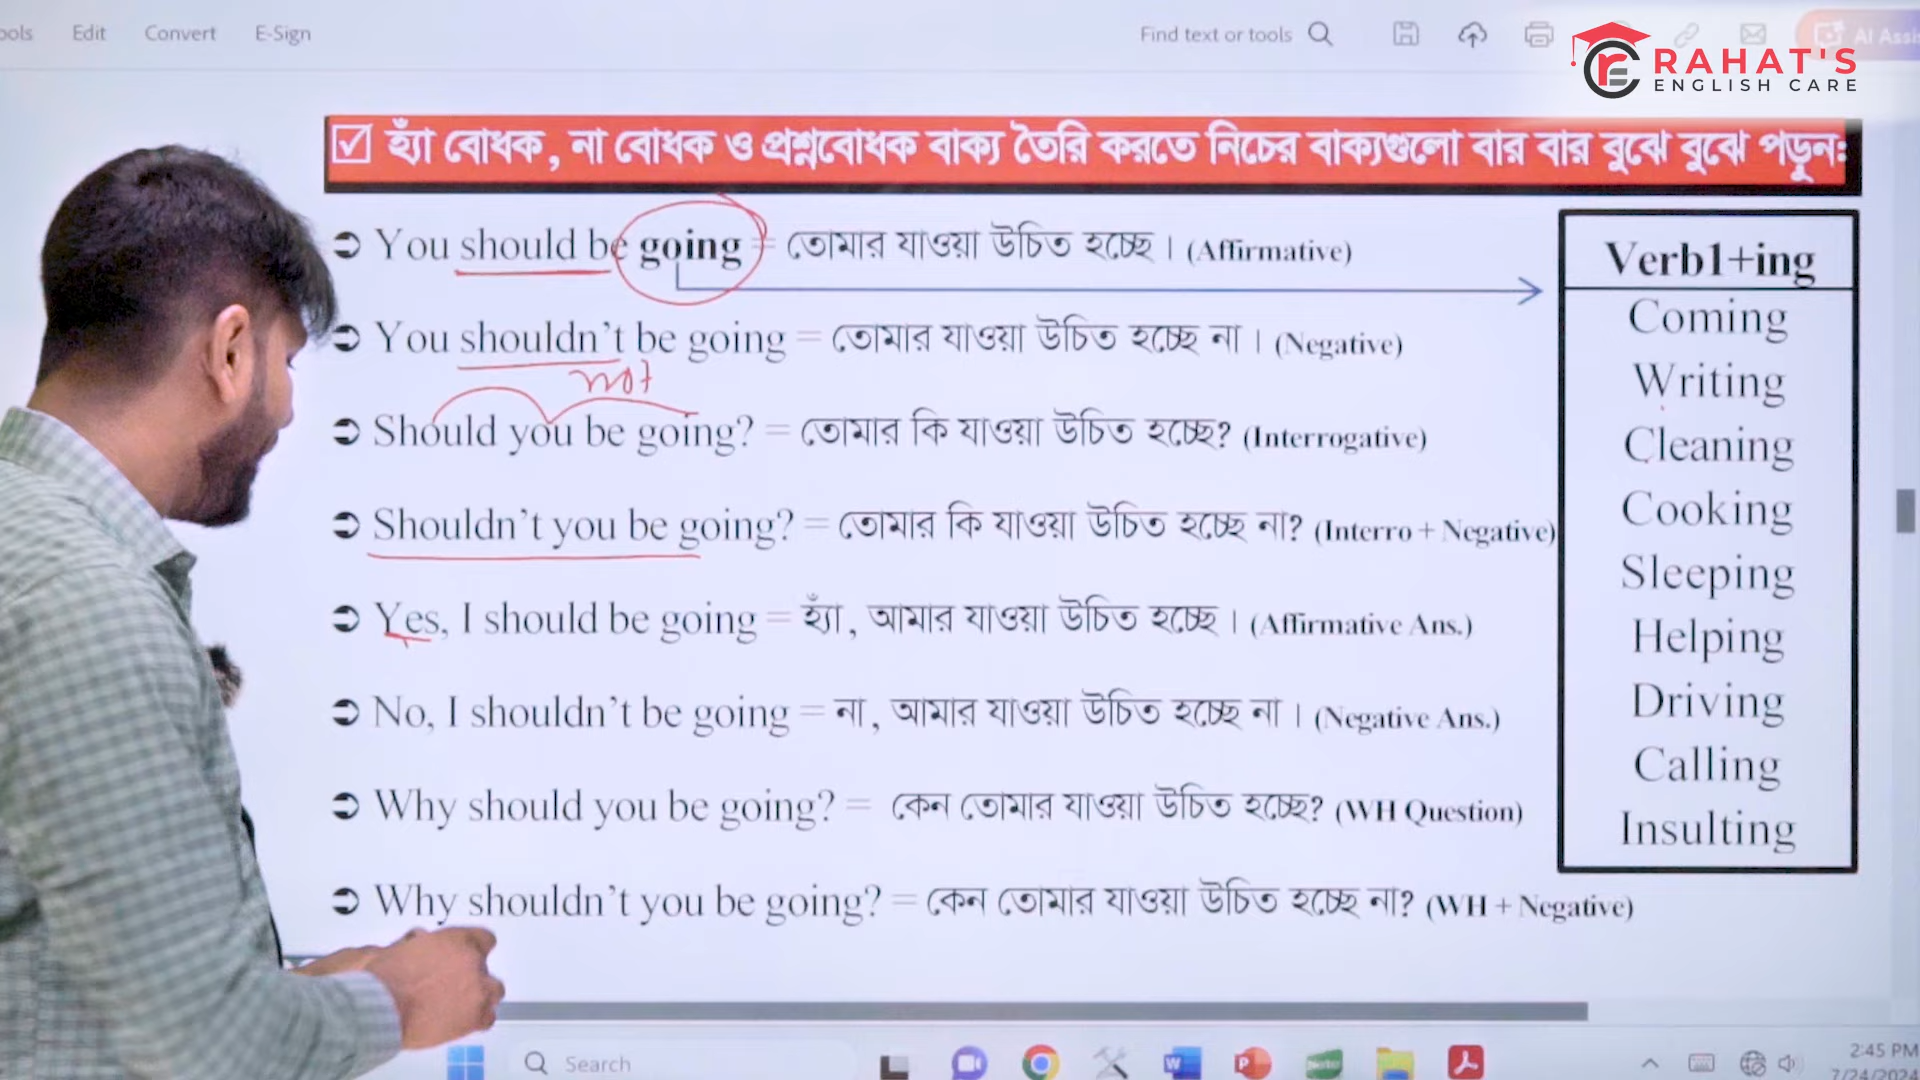 Edit Convert E-Sign Find text or tools
RAHAT'S
ENGLISH CARE
হ্যাঁ বোধক, না বোধক ও প্রশ্নবোধক বাক্য তৈরি করতে নিচের বাক্যগুলো বার বার বুঝে বুঝে পড়ুন:
You should be going = তোমার যাওয়া উচিত হচ্ছে। (Affirmative)
You shouldn't be going = তোমার যাওয়া উচিত হচ্ছে না। (Negative)
not
Should you be going? = তোমার কি যাওয়া উচিত হচ্ছে? (Interrogative)
Shouldn't you be going? = তোমার কি যাওয়া উচিত হচ্ছে না? (Interro + Negative)
Yes, I should be going = হ্যাঁ, আমার যাওয়া উচিত হচ্ছে। (Affirmative Ans.)
No, I shouldn't be going = না, আমার যাওয়া উচিত হচ্ছে না। (Negative Ans.)
Why should you be going? = কেন তোমার যাওয়া উচিত হচ্ছে? (WH Question)
Why shouldn't you be going? = কেন তোমার যাওয়া উচিত হচ্ছে না? (WH + Negative)
Verb1+ing
Coming
Writing
Cleaning
Cooking
Sleeping
Helping
Driving
Calling
Insulting
Search
2:45 PM
7/24/2024